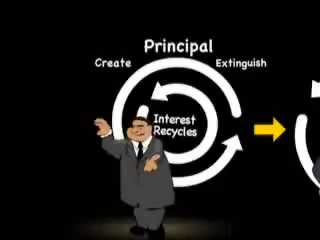 Principal
Create
Extinguish
Interest
Recycles